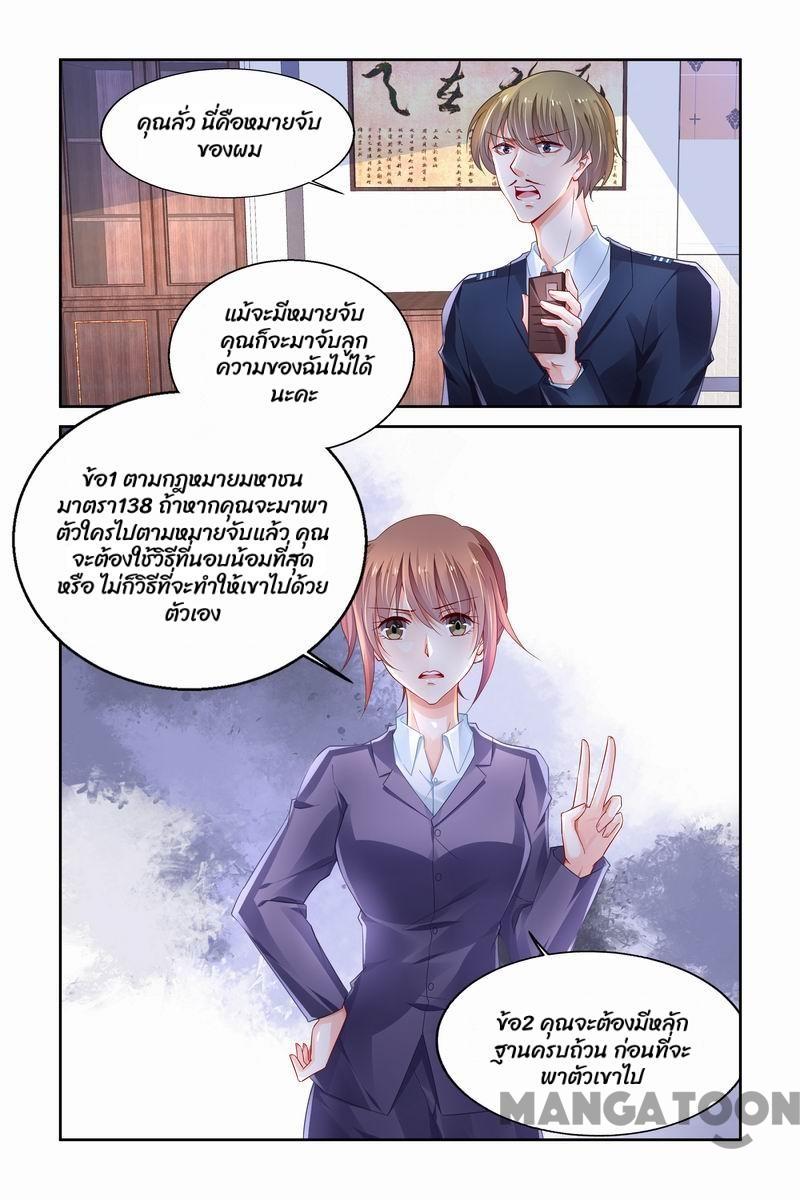 คุณลั่ว นี่คือหมายจับ
ของผม
แม้จะมีหมายจับ
คุณก็จะมาจับลูก
ความของฉันไม่ได้
นะคะ
ข้อ1 ตามกฎหมายมหาชน
มาตรา138 ถ้าหากคุณจะมาพา
ตัวใครไปตามหมายจับแล้ว คุณ
จะต้องใช้วิธีที่นอบน้อมที่สุด
หรือ ไม่ก็วิธีที่จะทำให้เขาไปด้วย
ตัวเอง
ข้อ2 คุณจะต้องมีหลัก
ฐานครบถ้วน ก่อนที่จะ
พาตัวเขาไป
MANGATOON